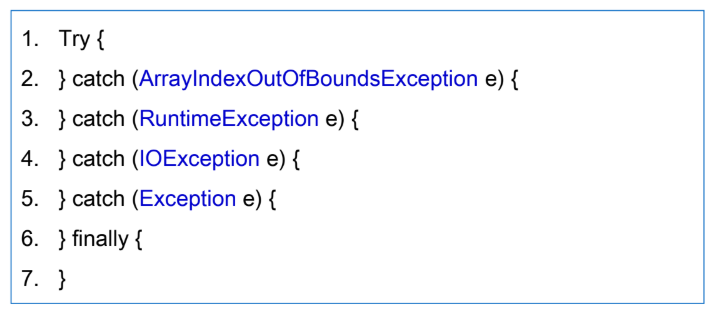 1. Try {
2. } catch (ArrayIndexOutOfBoundsException e) {
3. } catch (RuntimeException e) {
4. } catch (IOException e) {
5. } catch (Exception e) {
6. } finally {
7. }